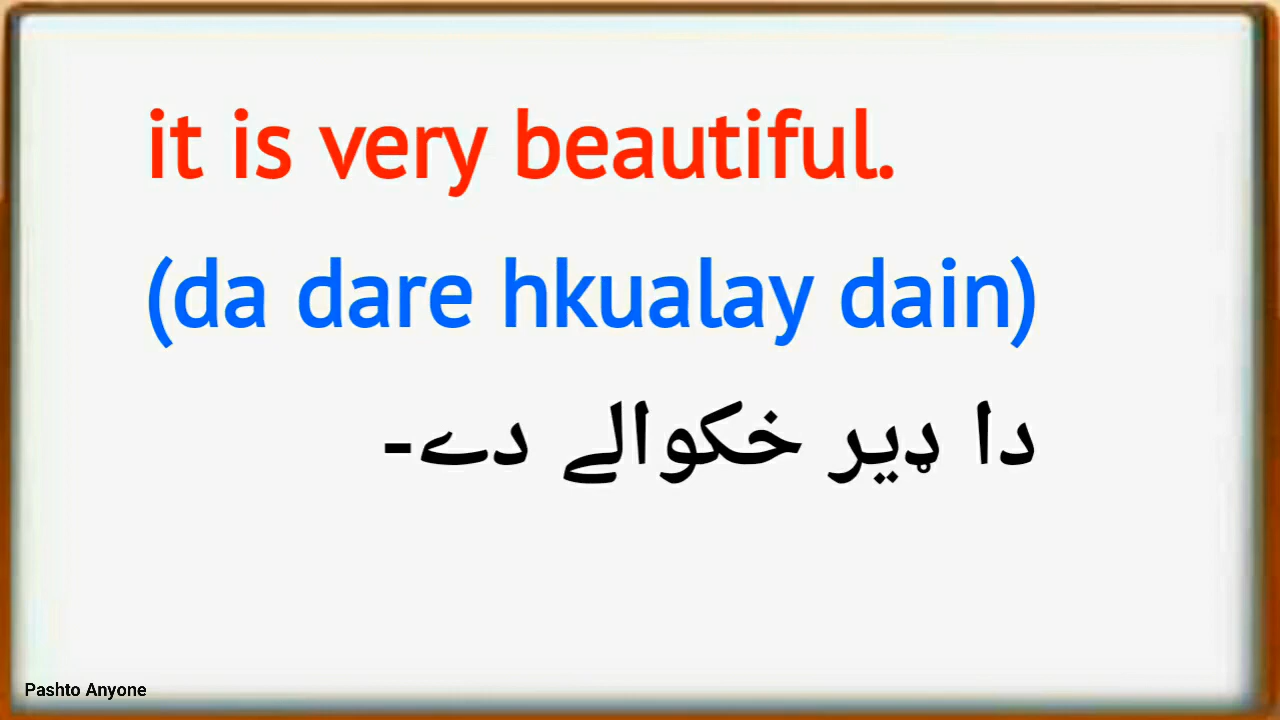 it is very beautiful.
(da dare hkualay dain)
دا ډیر خکوالے دے-
Pashto Anyone